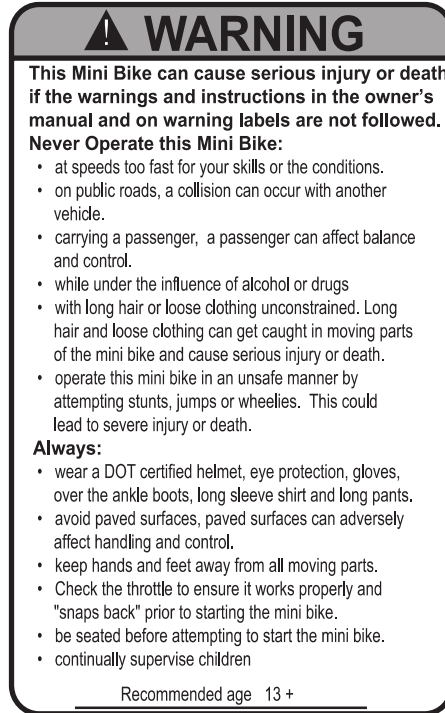 WARNING
This Mini Bike can cause serious injury or death
if the warnings and instructions in the owner's
manual and on warning labels are not followed.
Never Operate this Mini Bike:
• at speeds too fast for your skills or the conditions.
• on public roads, a collision can occur with another
vehicle.
• carrying a passenger, a passenger can affect balance
and control.
• while under the influence of alcohol or drugs
• with long hair or loose clothing unconstrained. Long
hair and loose clothing can get caught in moving parts
of the mini bike and cause serious injury or death.
• operate this mini bike in an unsafe manner by
attempting stunts, jumps or wheelies. This could
lead to severe injury or death.
Always:
• wear a DOT certified helmet, eye protection, gloves,
over the ankle boots, long sleeve shirt and long pants.
• avoid paved surfaces, paved surfaces can adversely
affect handling and control.
• keep hands and feet away from all moving parts.
• Check the throttle to ensure it works properly and
"snaps back" prior to starting the mini bike.
• be seated before attempting to start the mini bike.
• continually supervise children
Recommended age 13 +